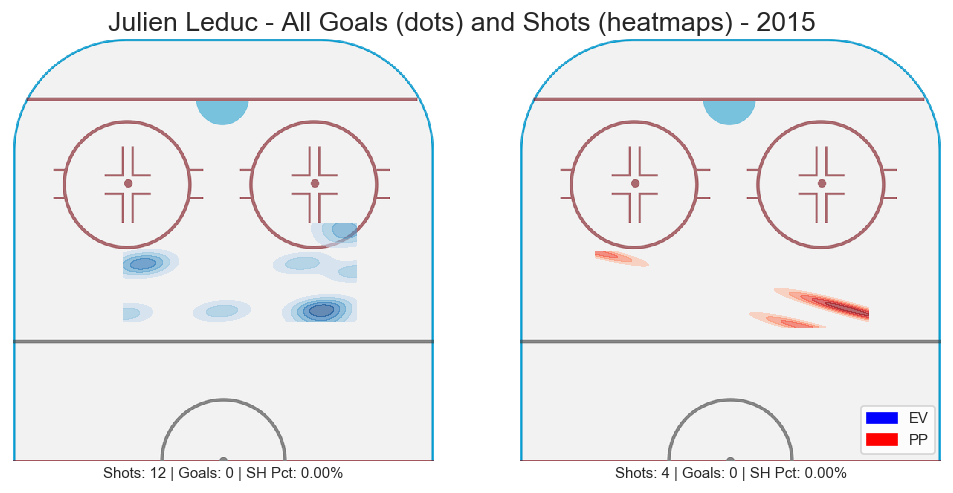 Julien Leduc - All Goals (dots) and Shots (heatmaps) - 2015
EV
PP
Shots: 12 | Goals: 0 | SH Pct: 0.00%
Shots: 4 | Goals: 0 | SH Pct: 0.00%